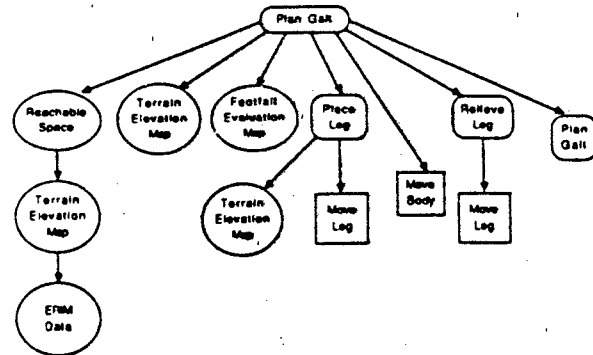 Plan Gait
Reachable
Space
Terrain
Elevation
Map
Footfall
Evaluation
Map
Place
Leg
Relieve
Leg
Plan
Gait
Terrain
Elevation
Map
Terrain
Elevation
Map
Move
Leg
Move
Body
Move
Leg
ERIM
Data